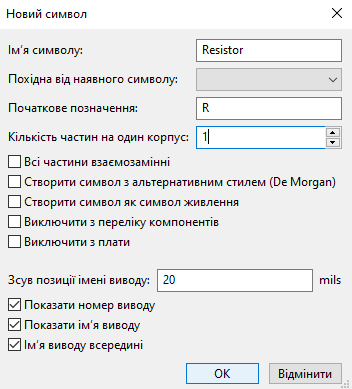 Новий символ
Ім'я символу: Resistor
Похідна від наявного символу:
Початкове позначення: R
Кількість частин на один корпус: 1
Всі частини взаємозамінні
Створити символ з альтернативним стилем (De Morgan)
Створити символ як символ живлення
Виключити з переліку компонентів
Виключити з плати
Зсув позиції імені виводу: 20 mils
Показати номер виводу
Показати ім'я виводу
Ім'я виводу всередині
OK Відмінити